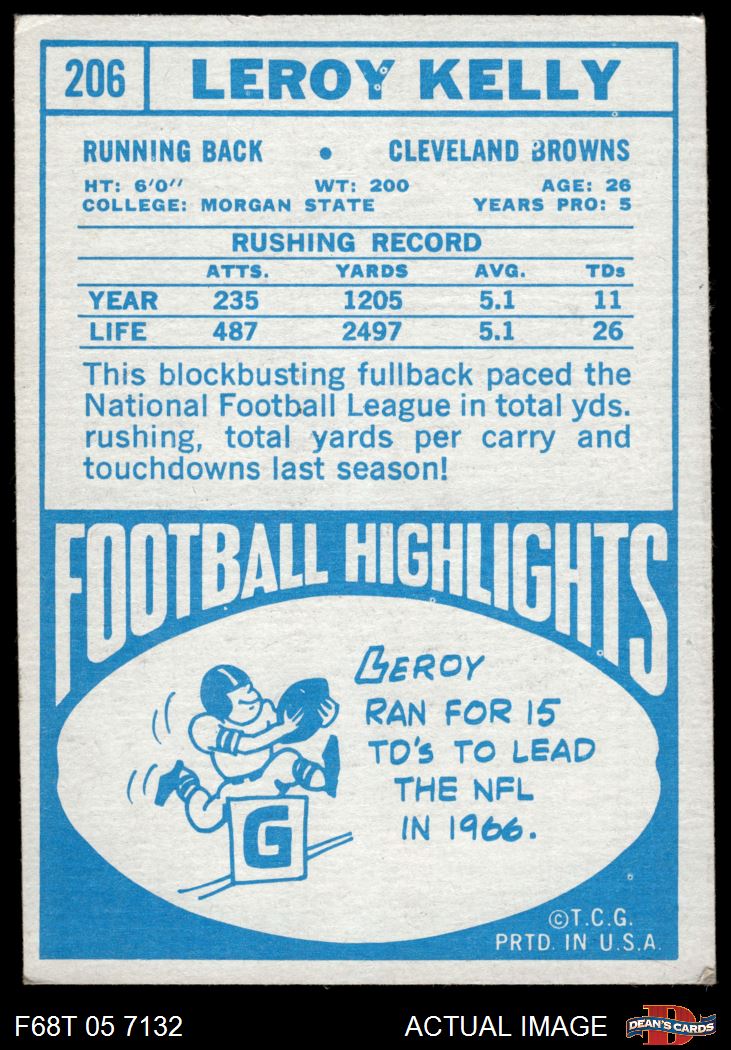 206 LEROY KELLY
RUNNING BACK • CLEVELAND BROWNS
HT: 6'0" WT: 200 AGE: 26
COLLEGE: MORGAN STATE YEARS PRO: 5
RUSHING RECORD
ATTS. YARDS AVG. TDs
YEAR 235 1205 5.1 11
LIFE 487 2497 5.1 26
This blockbusting fullback paced the
National Football League in total yds.
rushing, total yards per carry and
touchdowns last season!
FOOTBALL HIGHLIGHTS
LEROY
RAN FOR 15
TD'S TO LEAD
THE NFL
IN 1966.
G
©T.C.G.
PRTD. IN U.S.A.
F68T 05 7132 ACTUAL IMAGE D DEAN'S CARDS